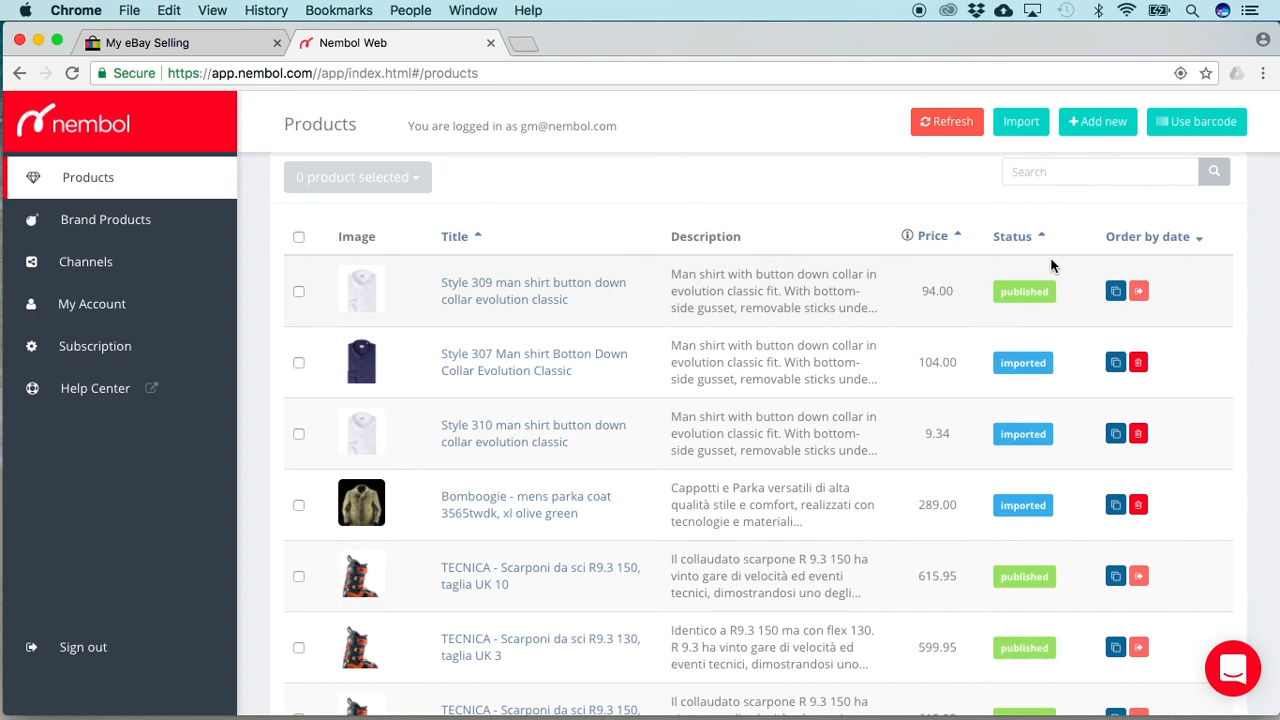 Chrome File Edit View History Bookmarks People Window Help
My eBay Selling
Nembol Web
Secure https://app.nembol.com//app/index.html#/products
nembol
Products
You are logged in as gm@nembol.com
Refresh
Import
Add new
Use barcode
Products
Brand Products
Channels
My Account
Subscription
Help Center
Sign out
0 product selected
Search
Image Title Description Price Status Order by date
Style 309 man shirt button down
collar evolution classic
Man shirt with button down collar in
evolution classic fit. With bottom-
side gusset, removable sticks unde...
94.00
published
Style 307 Man shirt Botton Down
Collar Evolution Classic
Man shirt with button down collar in
evolution classic fit. With bottom-
side gusset, removable sticks unde...
104.00
imported
Style 310 man shirt button down
collar evolution classic
Man shirt with button down collar in
evolution classic fit. With bottom-
side gusset, removable sticks unde...
9.34
imported
Bomboogie - mens parka coat
3565twdk, xl olive green
Cappotti e Parka versatili di alta
qualità stile e comfort, realizzati con
tecnologie e materiali...
289.00
imported
TECNICA - Scarponi da sci R9.3 150,
taglia UK 10
Il collaudato scarpone R 9.3 150 ha
vinto gare di velocità ed eventi
tecnici, dimostrandosi uno degli...
615.95
published
TECNICA - Scarponi da sci R9.3 130,
taglia UK 3
Identico a R9.3 150 ma con flex 130.
R 9.3 ha vinto gare di velocità ed
eventi tecnici, dimostrandosi uno...
599.95
published
TECNICA - Scarponi da sci R9.3 150,
Il collaudato scarpone R 9.3 150 ha